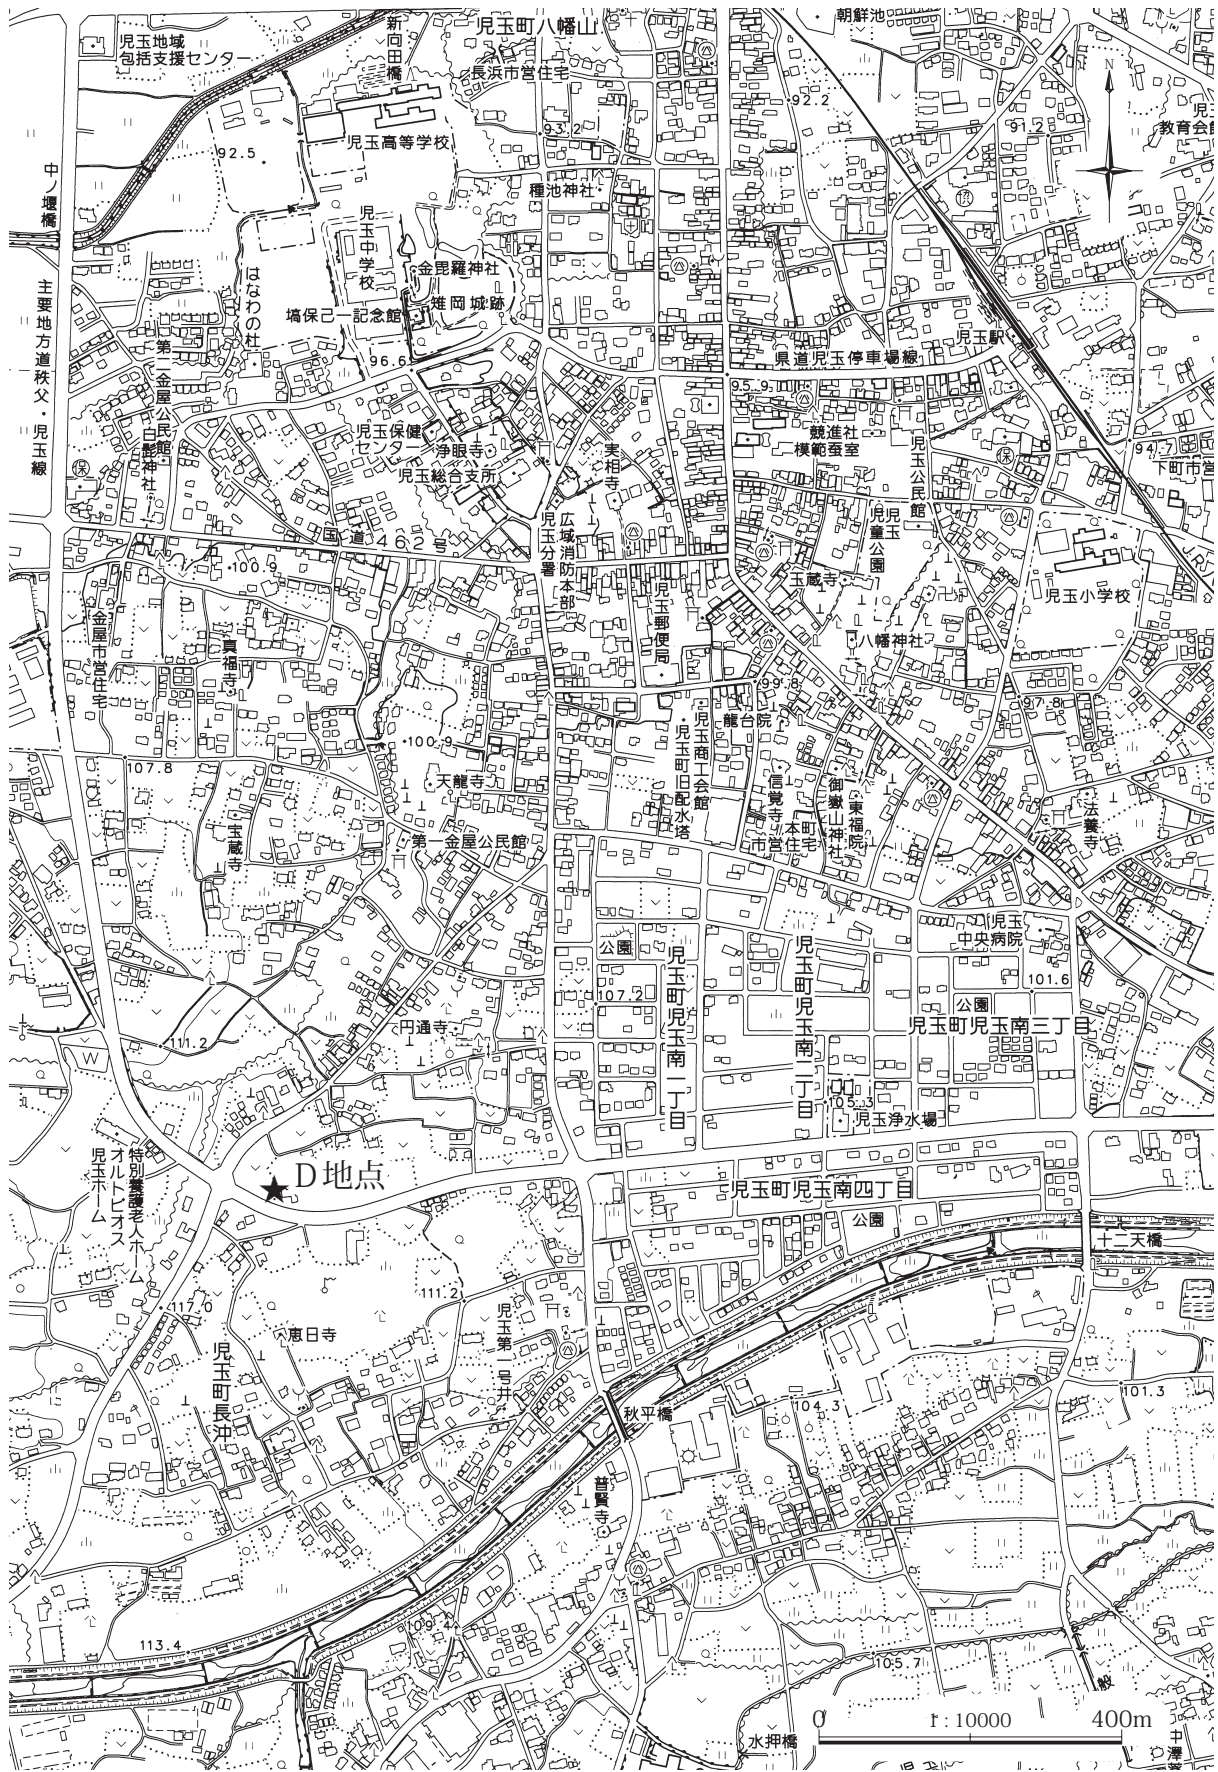 新向田橋
児玉町八幡山
朝鮮池
児玉地域
包括支援センター
長浜市営住宅
92.2
N
93.2
児玉高等学校
91.2
教育会館
92.5
中ノ堰橋
種池神社
児玉中学校
金毘羅神社
はなわの杜
雉岡城跡
塙保己一記念館
主要地方道秩父・児玉線
児玉駅
県道児玉停車場線
96.6
95.9
第二金屋公民館
白髭神社
児玉保健
センター
浄眼寺
児玉総合支所
実相寺
競進社
模範蚕室
児玉公民館
94.7
下町市営
保
保
国道462号
広域消防本部
児玉分署
児玉
児童公園
JR
100.9
玉蔵寺
児玉小学校
金屋市営住宅
児玉郵便局
八幡神社
真福寺
99.8
97.8
龍台院
児玉商工会館
児玉町旧配水塔
100.9
107.8
天龍寺
信覚寺
御嶽山神社
東福院
法養寺
宝蔵寺
第一金屋公民館
本町
市営住宅
公園
児玉
中央病院
児玉町児玉南一丁目
児玉町児玉南二丁目
101.6
107.2
公園
円通寺
児玉町児玉南三丁目
111.2
W
105.3
児玉浄水場
特別養護老人ホーム
オルトビオス
児玉ホーム
D地点
児玉町児玉南四丁目
公園
十二天橋
111.2
117.0
児玉第一号井
恵日寺
児玉町長沖
101.3
104.3
秋平橋
普賢寺
109.4
113.4
105.7
般
0
1:10000
400m
水押橋
中澤